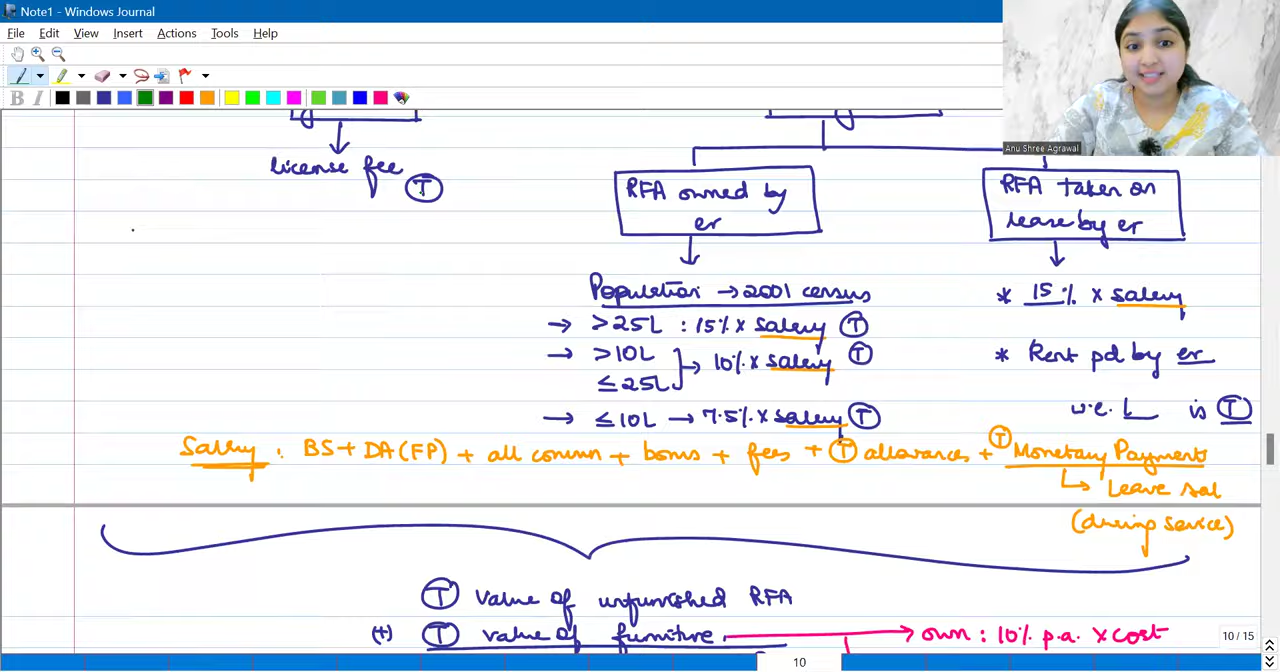 Note1 - Windows Journal
File Edit View Insert Actions Tools Help
B I
Anu Shree Agrawal
license fee T
RFA owned by
er
RFA taken on
lease by er
Population → 2001 census
→ >25L : 15% × salary T
→ >10L
≤25L
→ 10% × salary T
→ ≤10L → 7.5% × salary T
* 15% × salary
* Rent pd by er
w.e. L is T
Salary : BS + DA (FP) + all comm + bonus + fees + T allowances + T Monetary Payments
↳ Leave sal
(during service)
T value of unfurnished RFA
(+) T value of furniture → own : 10% p.a. × cost
10 / 15
10